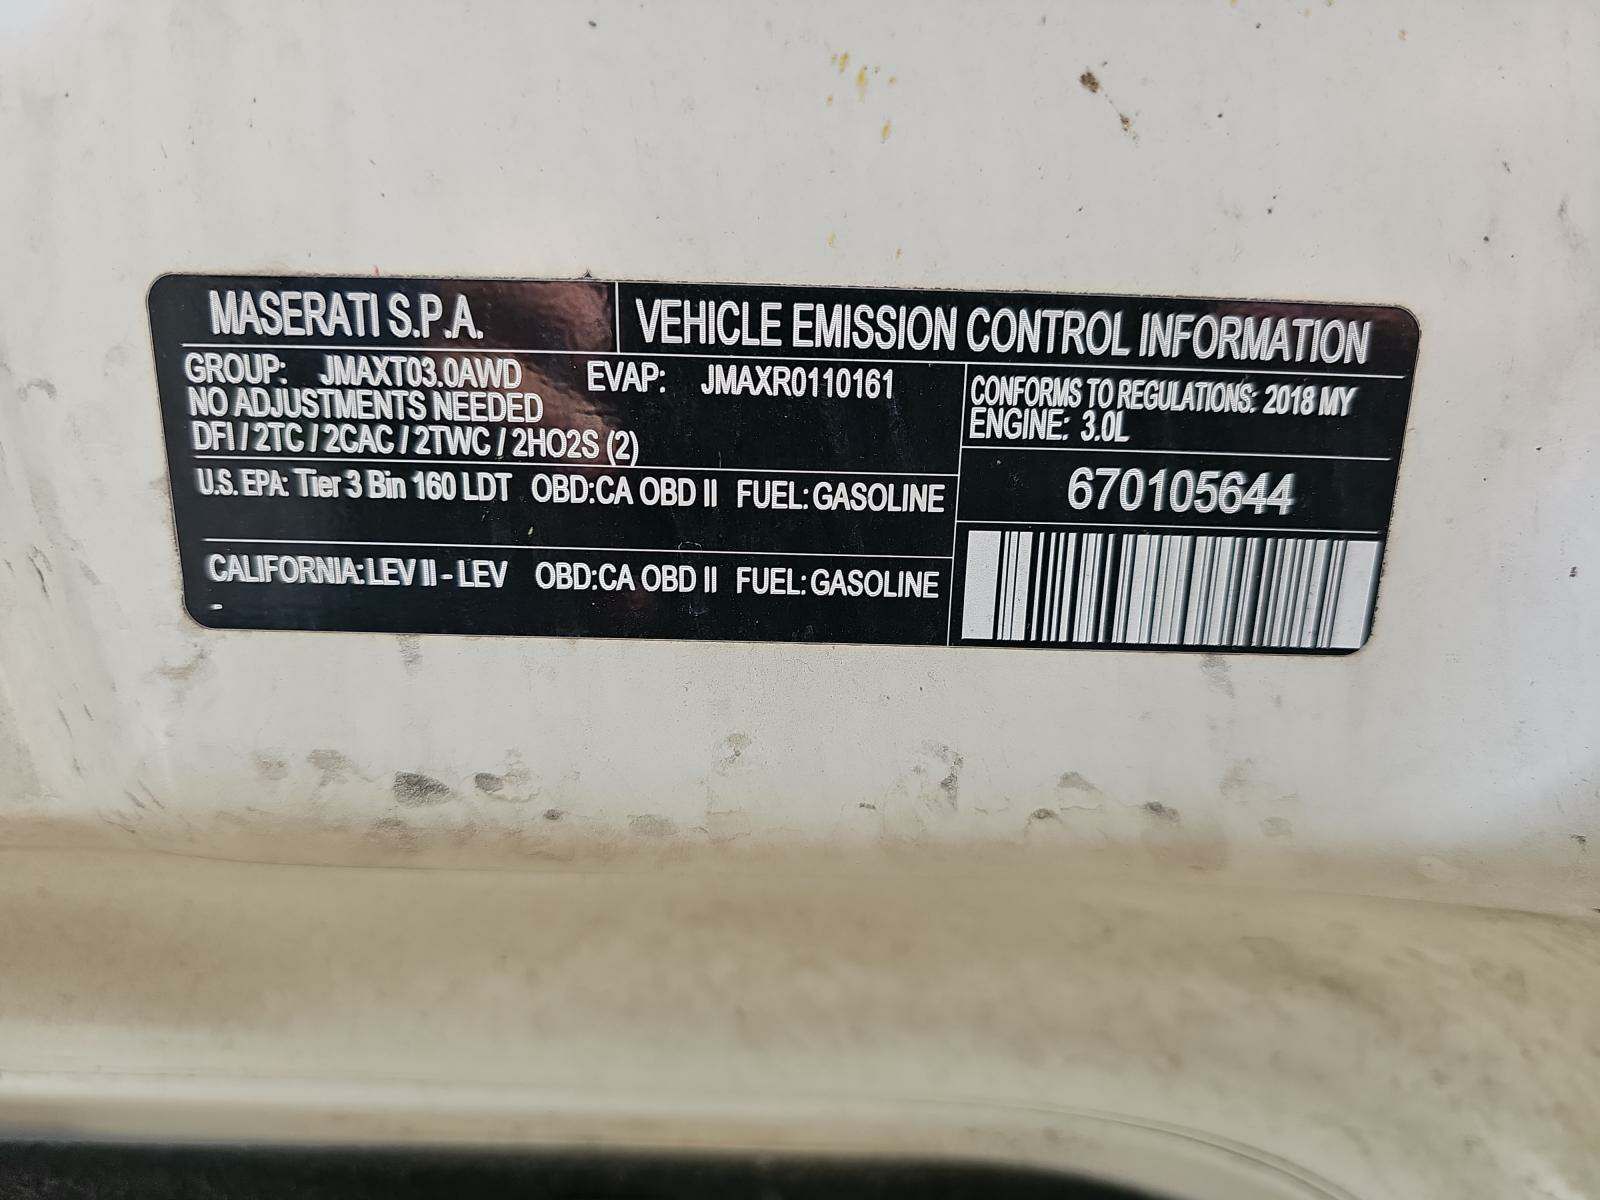 MASERATI S.P.A.
VEHICLE EMISSION CONTROL INFORMATION
GROUP: JMAXT03.0AWD EVAP: JMAXR0110161
NO ADJUSTMENTS NEEDED
DFI / 2TC / 2CAC / 2TWC / 2HO2S (2)
CONFORMS TO REGULATIONS: 2018 MY
ENGINE: 3.0L
U.S. EPA: Tier 3 Bin 160 LDT OBD:CA OBD II FUEL: GASOLINE
670105644
CALIFORNIA: LEV II - LEV OBD:CA OBD II FUEL: GASOLINE
-